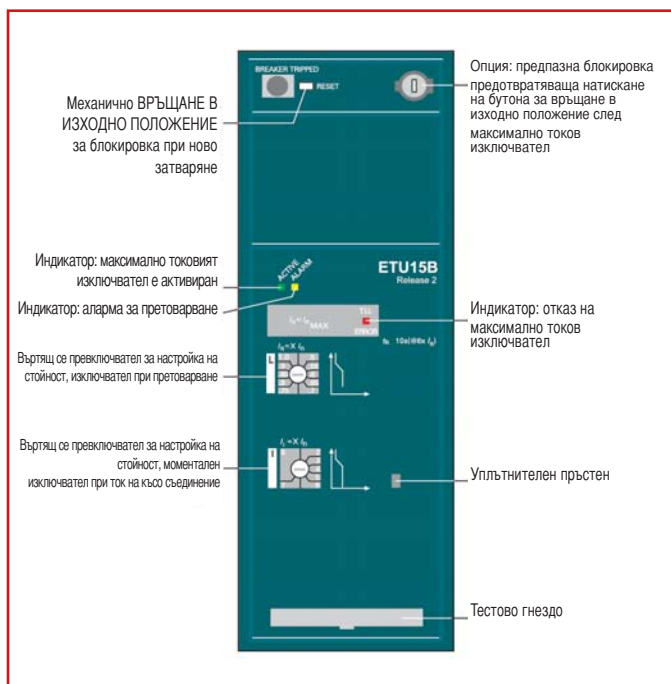 Механично ВРЪЩАНЕ В
ИЗХОДНО ПОЛОЖЕНИЕ
за блокировка при ново
затваряне
Индикатор: максимално токовият
изключвател е активиран
Индикатор: аларма за претоварване
Въртящ се превключвател за настройка на
стойност, изключвател при претоварване
Въртящ се превключвател за настройка на
стойност, моментален
изключвател при ток на късо съединение
BREAKER TRIPPED
RESET
ACTIVE
ALARM
ETU15B
Release 2
T.U.
ERROR
MAX
L
I
Опция: предпазна блокировка
предотвратяваща натискане
на бутона за връщане в
изходно положение след
максимално токов
изключвател
Индикатор: отказ на
максимално токов
изключвател
Уплътнителен пръстен
Тестово гнездо